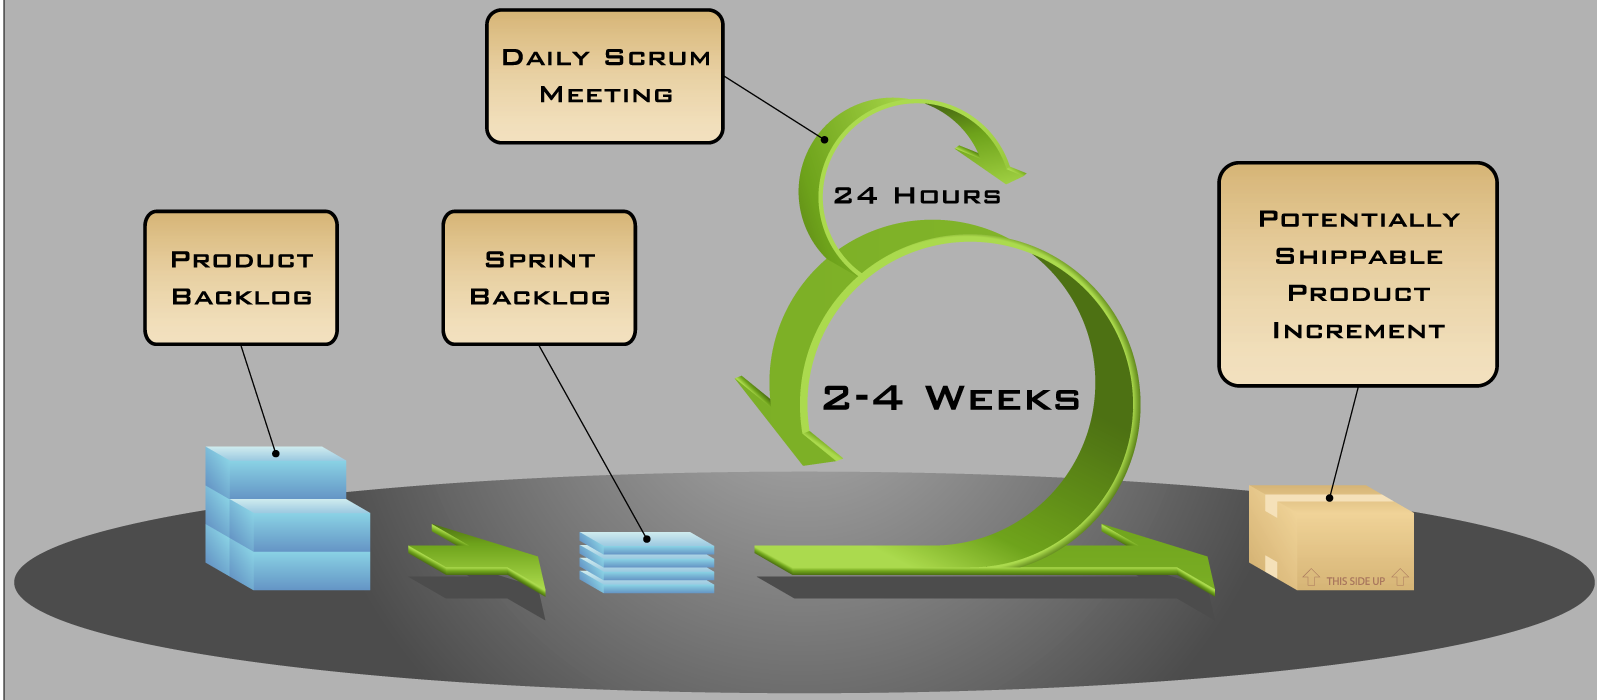 Daily Scrum
Meeting
24 Hours
Product
Backlog
Sprint
Backlog
2-4 Weeks
Potentially
Shippable
Product
Increment
THIS SIDE UP